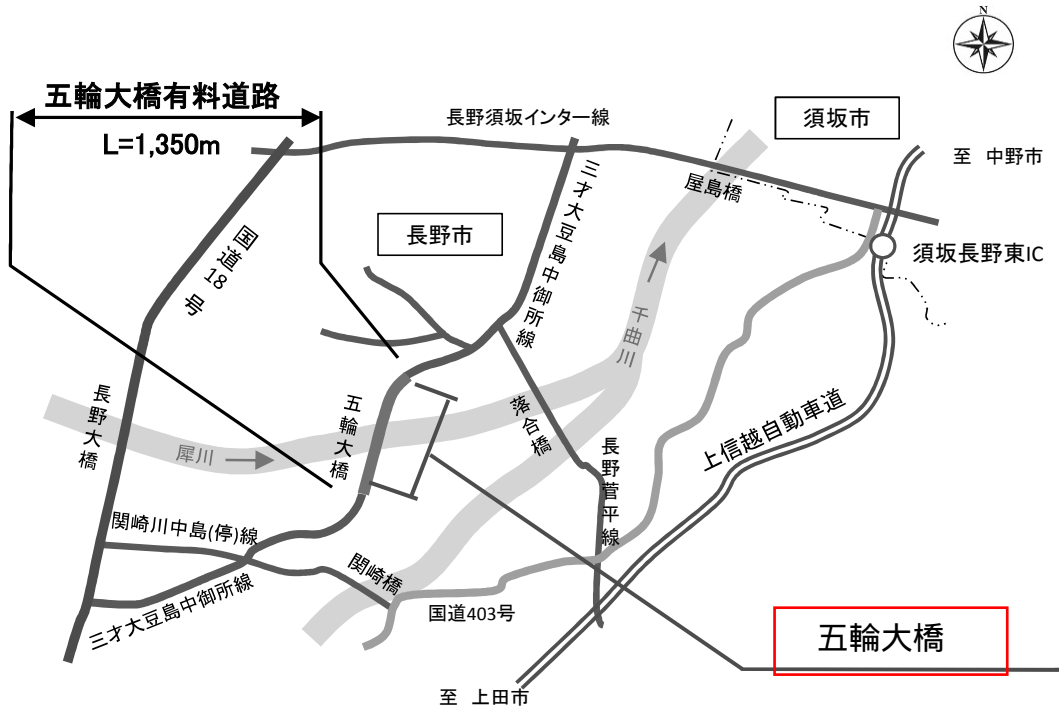 N
五輪大橋有料道路
L=1,350m
長野須坂インター線
須坂市
至 中野市
屋島橋
三才大豆島中御所線
長野市
国道18号
須坂長野東IC
千曲川
長野大橋
五輪大橋
落合橋
上信越自動車道
犀川
長野菅平線
関崎川中島(停)線
関崎橋
三才大豆島中御所線
国道403号
五輪大橋
至 上田市